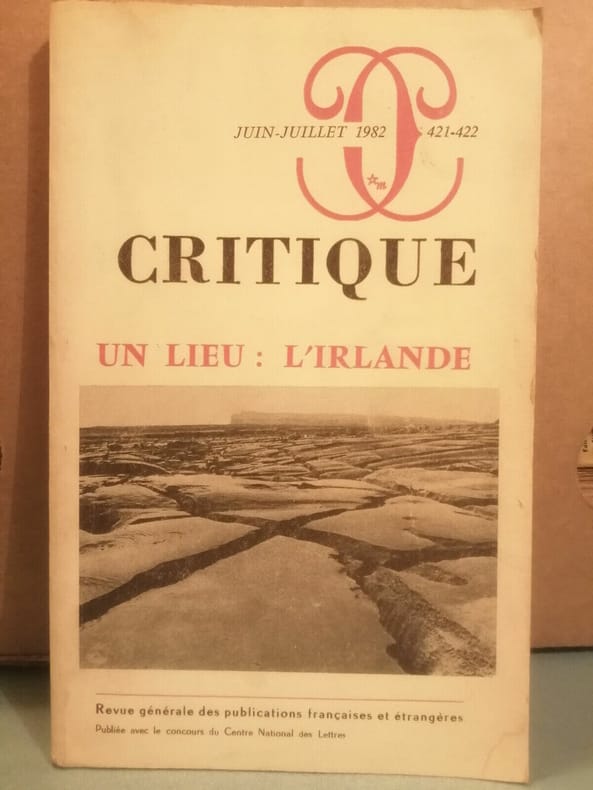 JUIN-JUILLET 1982 421-422
m
CRITIQUE
UN LIEU : L'IRLANDE
Revue générale des publications françaises et étrangères
Publiée avec le concours du Centre National des Lettres